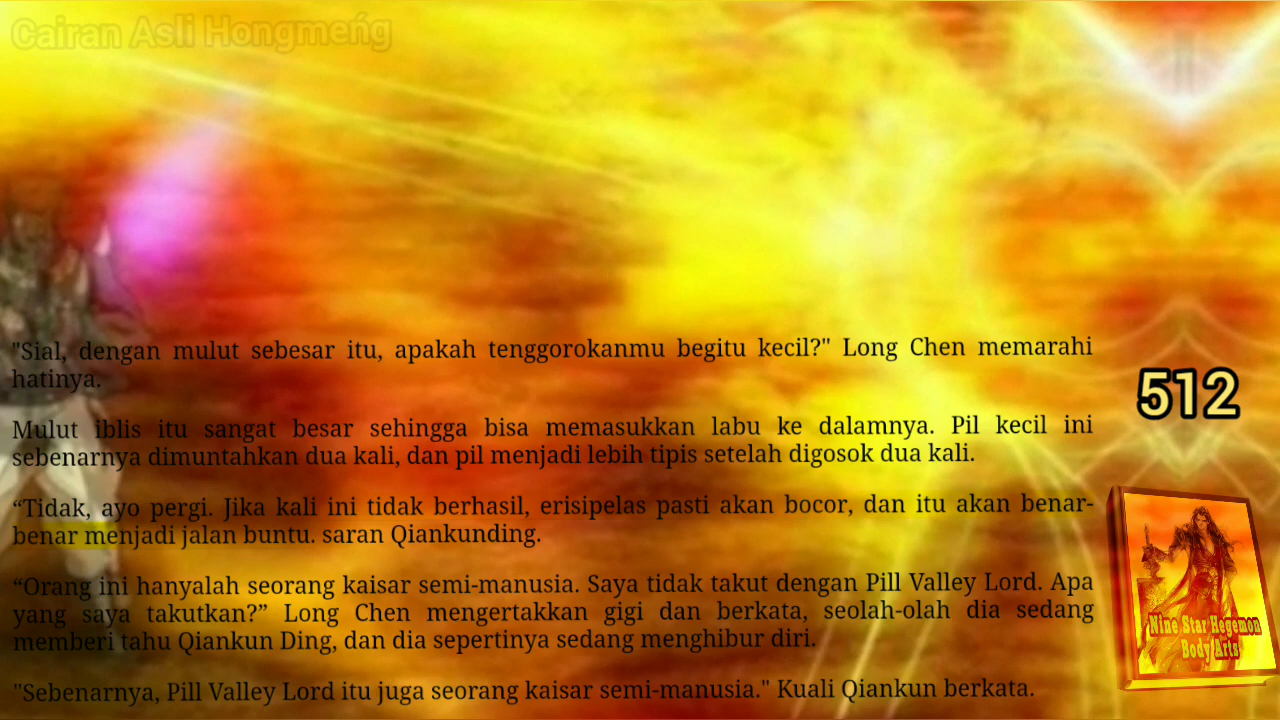 Cairan Asli Hongmeńg
"Sial, dengan mulut sebesar itu, apakah tenggorokanmu begitu kecil?" Long Chen memarahi
hatinya.
Mulut iblis itu sangat besar sehingga bisa memasukkan labu ke dalamnya. Pil kecil ini
sebenarnya dimuntahkan dua kali, dan pil menjadi lebih tipis setelah digosok dua kali.
“Tidak, ayo pergi. Jika kali ini tidak berhasil, erisipelas pasti akan bocor, dan itu akan benar-
benar menjadi jalan buntu. saran Qiankunding.
“Orang ini hanyalah seorang kaisar semi-manusia. Saya tidak takut dengan Pill Valley Lord. Apa
yang saya takutkan?” Long Chen mengertakkan gigi dan berkata, seolah-olah dia sedang
memberi tahu Qiankun Ding, dan dia sepertinya sedang menghibur diri.
"Sebenarnya, Pill Valley Lord itu juga seorang kaisar semi-manusia." Kuali Qiankun berkata.
512
Nine Star Hegemon
Body Arts